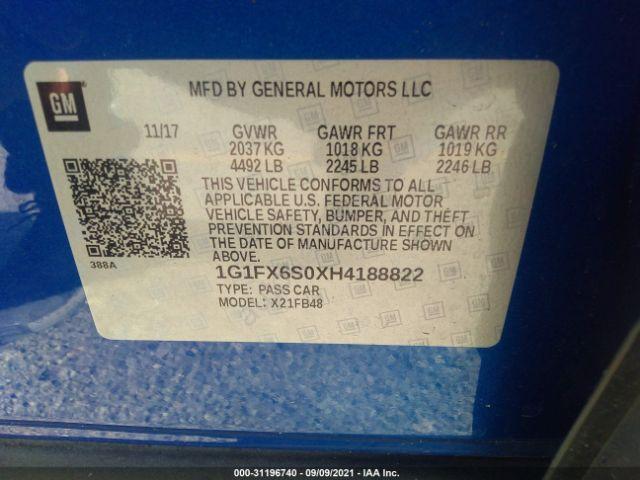 GM
MFD BY GENERAL MOTORS LLC
11/17 GVWR GAWR FRT GAWR RR
2037 KG 1018 KG 1019 KG
4492 LB 2245 LB 2246 LB
THIS VEHICLE CONFORMS TO ALL
APPLICABLE U.S. FEDERAL MOTOR
VEHICLE SAFETY, BUMPER, AND THEFT
PREVENTION STANDARDS IN EFFECT ON
THE DATE OF MANUFACTURE SHOWN
ABOVE.
388A
1G1FX6S0XH4188822
TYPE: PASS CAR
MODEL: X21FB48
000-31196740 - 09/09/2021 - IAA Inc.